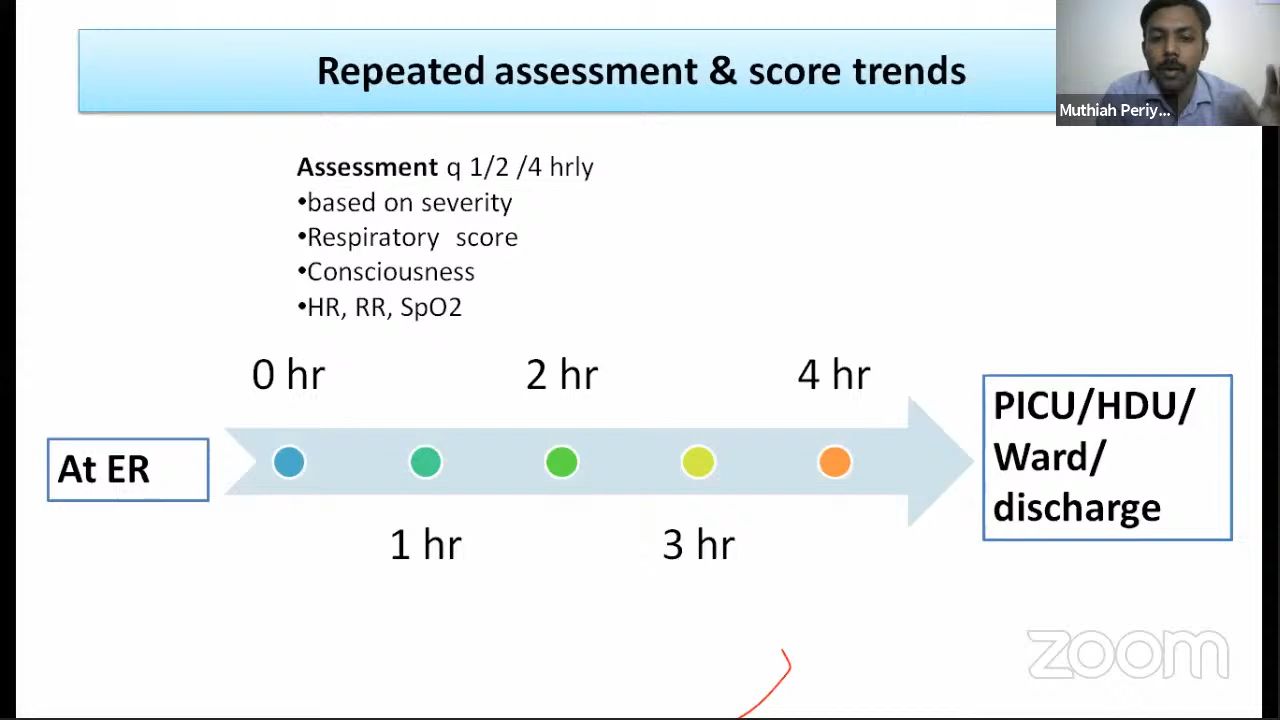 Repeated assessment & score trends
Muthiah Periy...
Assessment q 1/2 /4 hrly
•based on severity
•Respiratory score
•Consciousness
•HR, RR, SpO2
0 hr
2 hr
4 hr
At ER
PICU/HDU/
Ward/
discharge
1 hr
3 hr
zoom